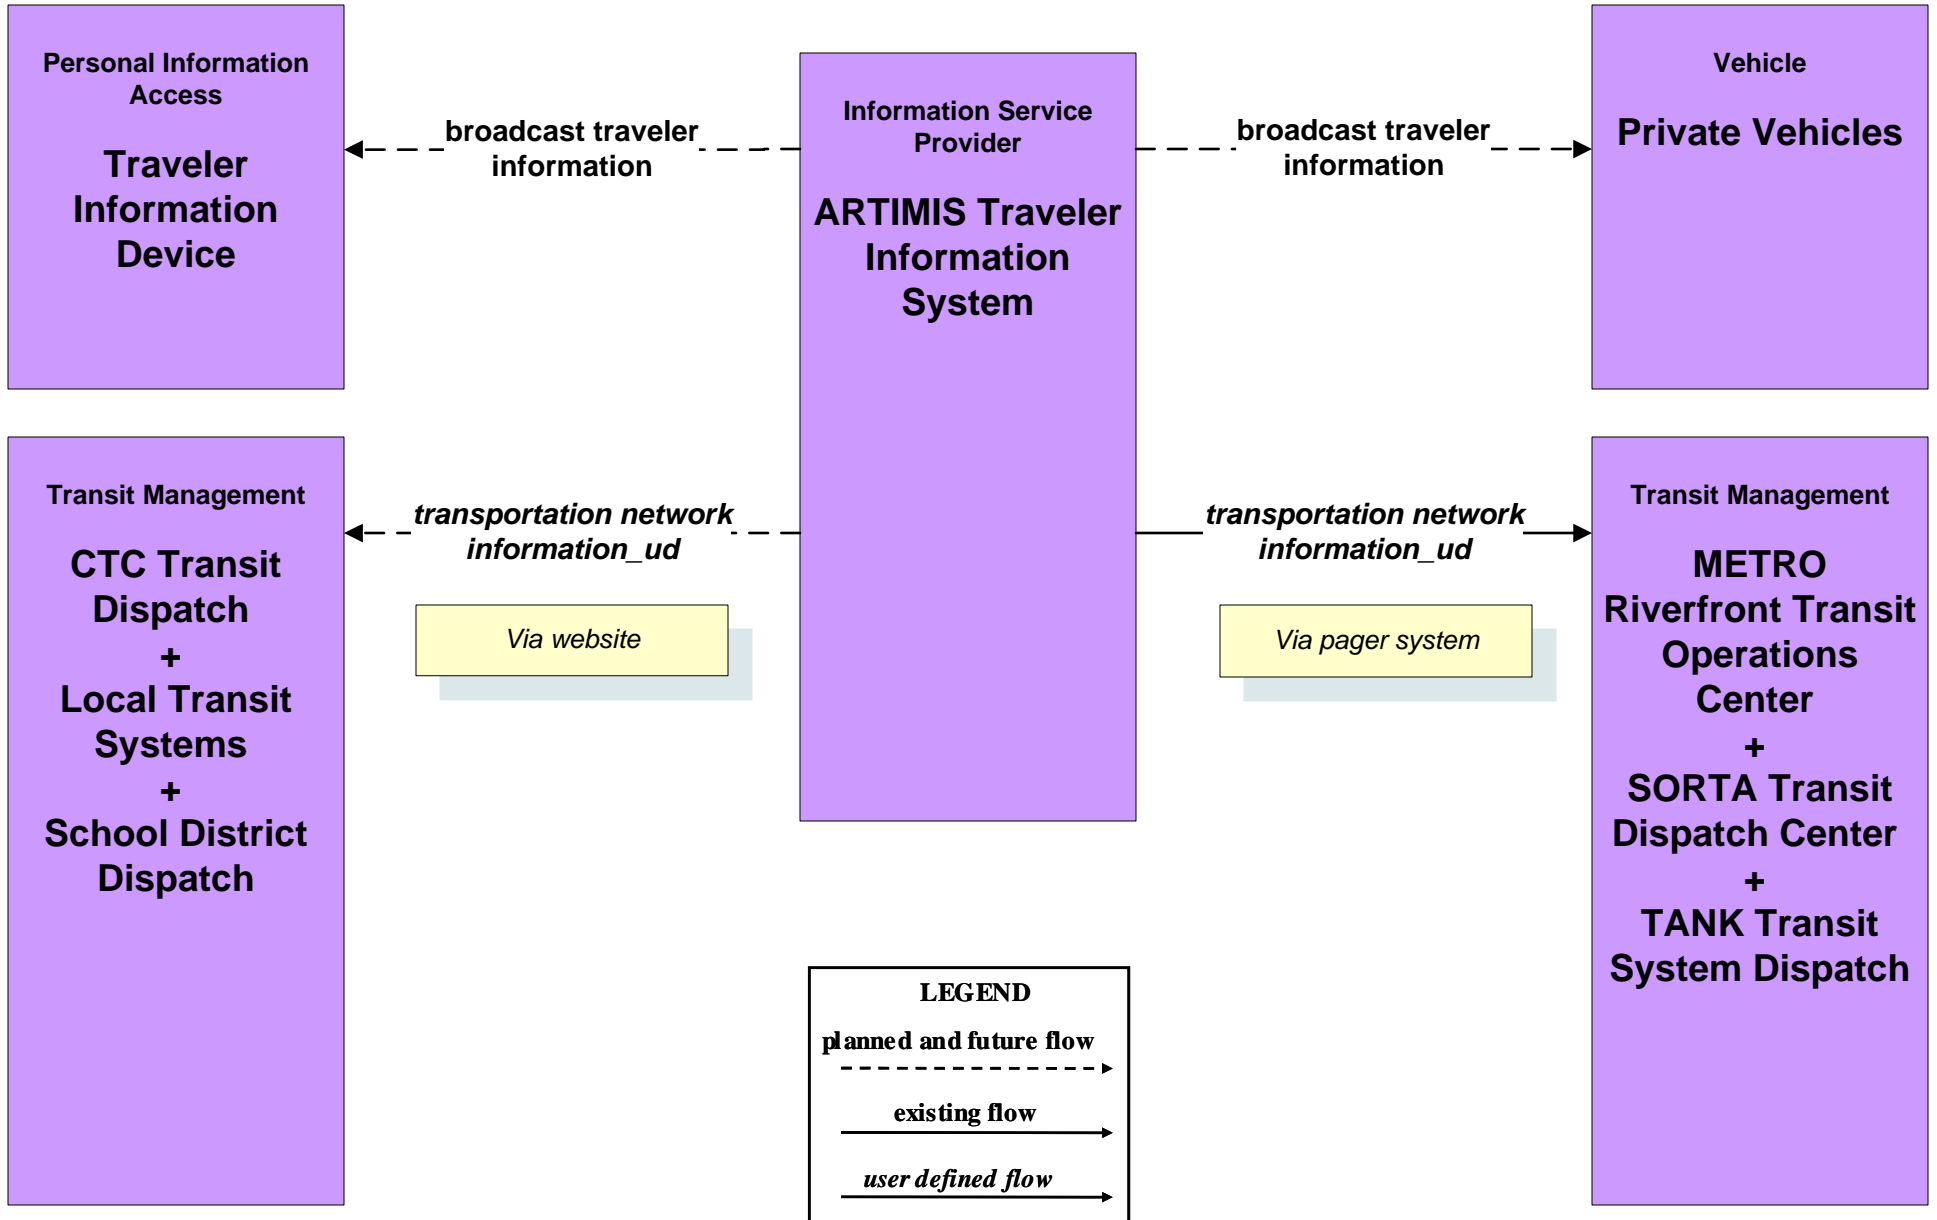 Personal Information
Access
Traveler
Information
Device
broadcast traveler
information
Information Service
Provider
ARTIMIS Traveler
Information
System
broadcast traveler
information
Vehicle
Private Vehicles
Transit Management
CTC Transit
Dispatch
+
Local Transit
Systems
+
School District
Dispatch
transportation network
information_ud
Via website
transportation network
information_ud
Via pager system
Transit Management
METRO
Riverfront Transit
Operations
Center
+
SORTA Transit
Dispatch Center
+
TANK Transit
System Dispatch
LEGEND
planned and future flow
existing flow
user defined flow